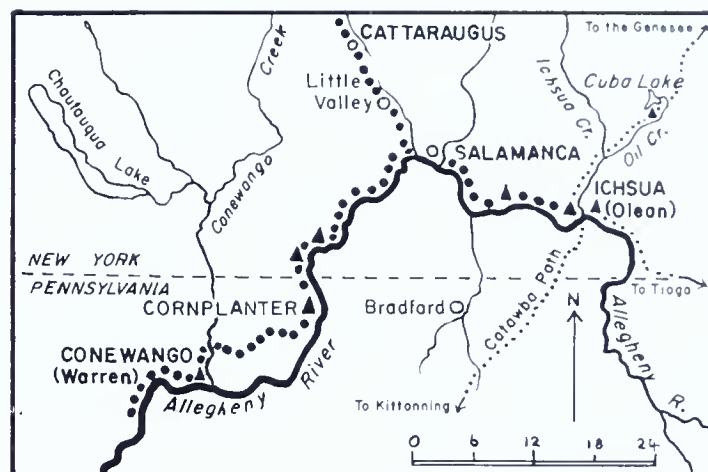 To the Genesee
CATTARAUGUS
Creek
Ichsua Cr.
Cuba Lake
Chautauqua
Lake
Little
Valley
Oil Cr.
SALAMANCA
Conewango
ICHSUA
(Olean)
NEW YORK
PENNSYLVANIA
To Tioga
CORNPLANTER
Bradford
Catawba Path
N
Allegheny
R.
CONEWANGO
(Warren)
Allegheny
River
To Kittonning
0 6 12 18 24